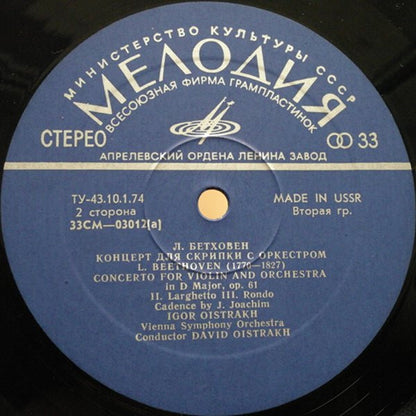 МИНИСТЕРСТВО КУЛЬТУРЫ СССР
МЕЛОДИЯ
ВСЕСОЮЗНАЯ ФИРМА ГРАМПЛАСТИНОК
СТЕРЕО
33
АПРЕЛЕВСКИЙ ОРДЕНА ЛЕНИНА ЗАВОД
ТУ-43.10.1.74
MADE IN USSR
2 сторона
Вторая гр.
33СМ—03012(а)
Л. БЕТХОВЕН
КОНЦЕРТ ДЛЯ СКРИПКИ С ОРКЕСТРОМ
L. BEETHOVEN (1770-1827)
CONCERTO FOR VIOLIN AND ORCHESTRA
in D Major, op. 61
II. Larghetto III. Rondo
Cadence by J. Joachim
IGOR OISTRAKH
Vienna Symphony Orchestra
Conductor DAVID OISTRAKH